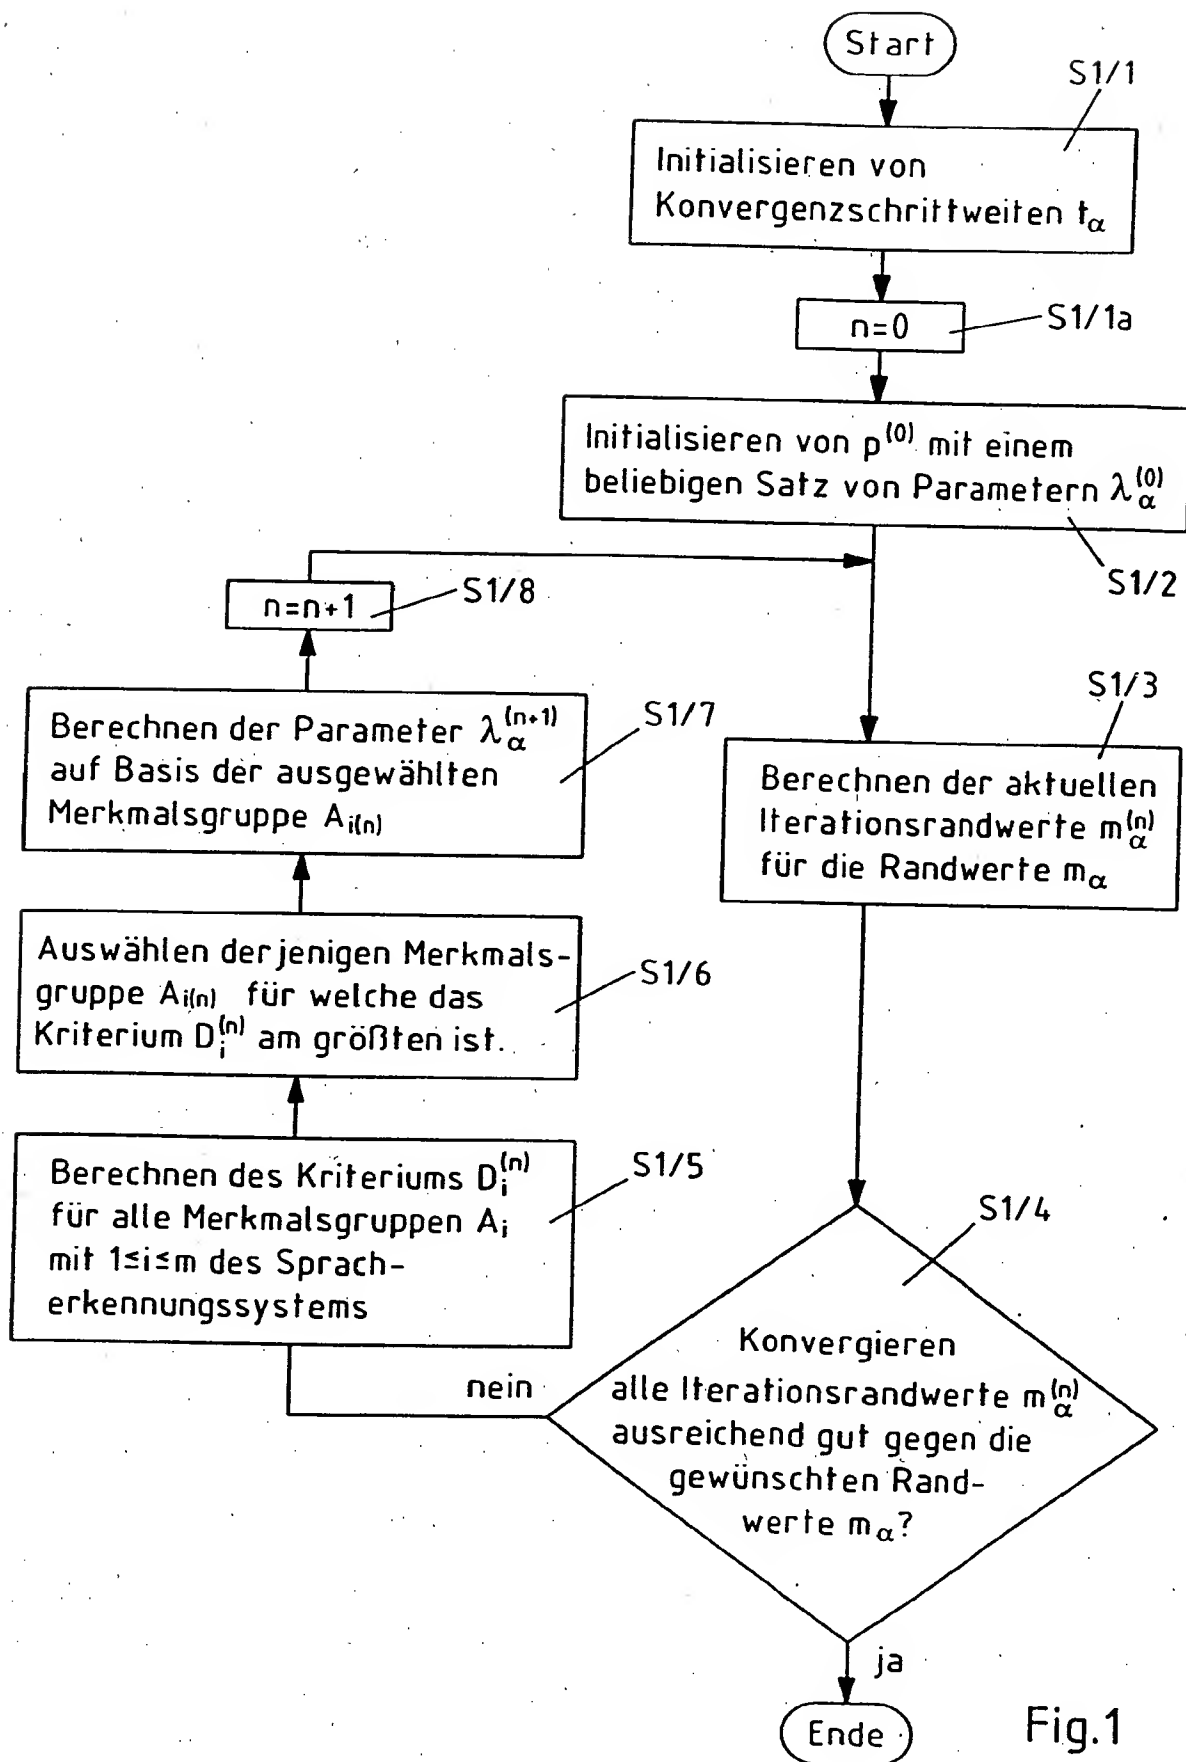 Start
S1/1
Initialisieren von
Konvergenzschrittweiten tα
n=0
S1/1a
Initialisieren von p⁽⁰⁾ mit einem
beliebigen Satz von Parametern λα⁽⁰⁾
S1/2
n=n+1
S1/8
S1/3
Berechnen der aktuellen
Iterationsrandwerte mα⁽ⁿ⁾
für die Randwerte mα
Berechnen der Parameter λα⁽ⁿ⁺¹⁾
auf Basis der ausgewählten
Merkmalsgruppe Ai(n)
S1/7
Auswählen derjenigen Merkmals-
gruppe Ai(n) für welche das
Kriterium Di⁽ⁿ⁾ am größten ist.
S1/6
Berechnen des Kriteriums Di⁽ⁿ⁾
für alle Merkmalsgruppen Ai
mit 1≤i≤m des Sprach-
erkennungssystems
S1/5
S1/4
Konvergieren
alle Iterationsrandwerte mα⁽ⁿ⁾
ausreichend gut gegen die
gewünschten Rand-
werte mα?
nein
ja
Ende
Fig.1